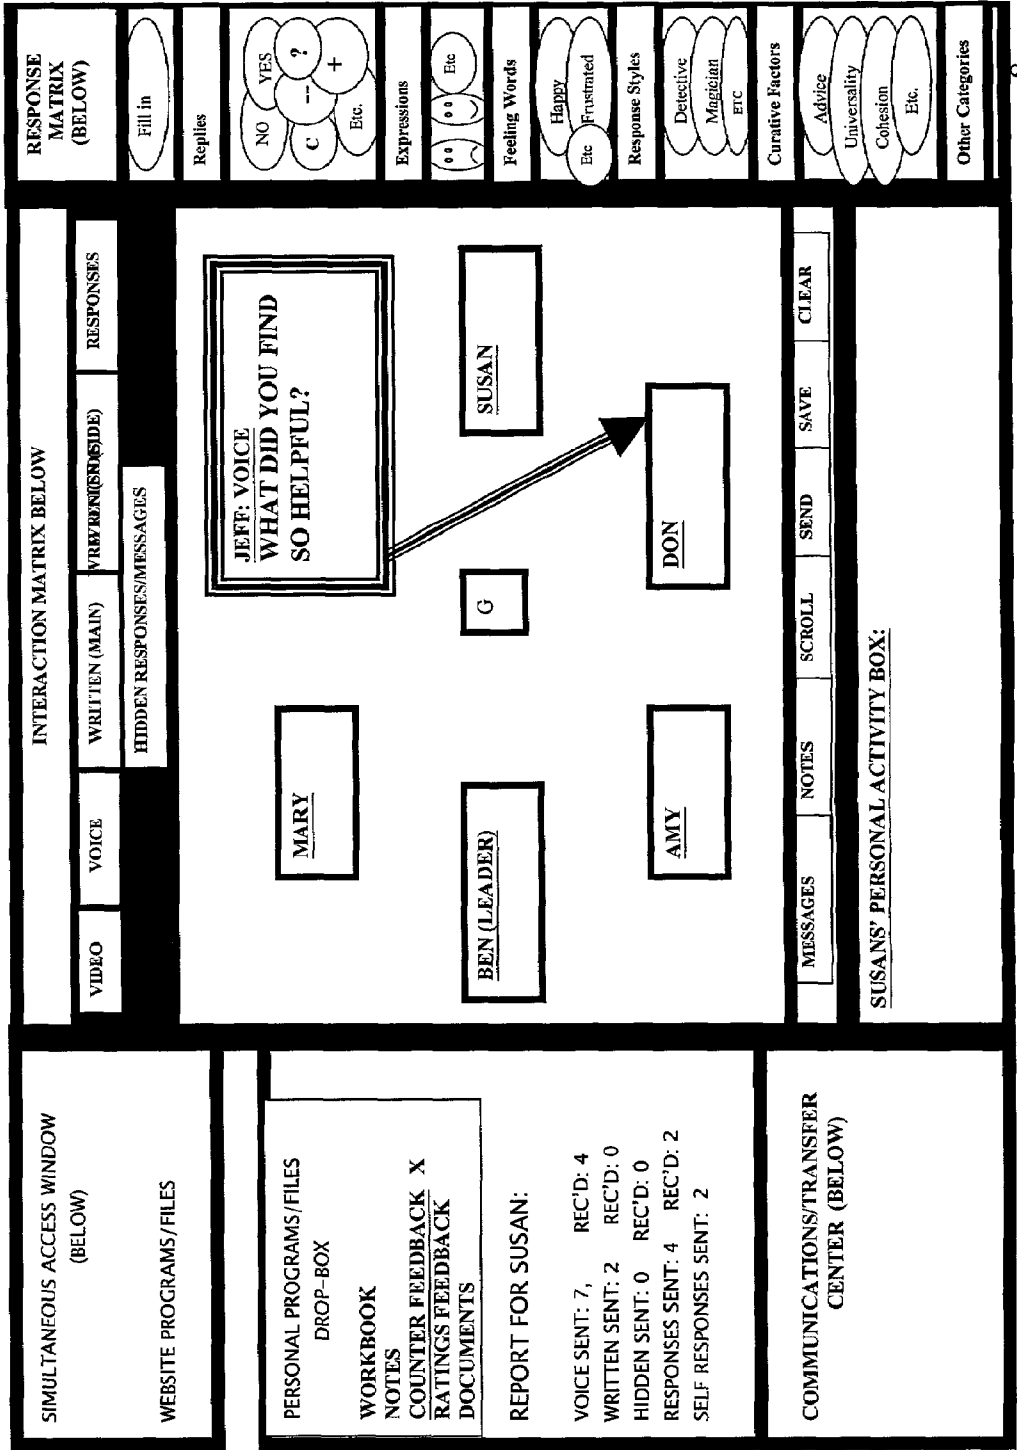 SIMULTANEOUS ACCESS WINDOW
(BELOW)
WEBSITE PROGRAMS/FILES
PERSONAL PROGRAMS/FILES
DROP-BOX
WORKBOOK
NOTES
COUNTER FEEDBACK X
RATINGS FEEDBACK
DOCUMENTS
REPORT FOR SUSAN:
VOICE SENT: 7, REC'D: 4
WRITTEN SENT: 2 REC'D: 0
HIDDEN SENT: 0 REC'D: 0
RESPONSES SENT: 4 REC'D: 2
SELF RESPONSES SENT: 2
COMMUNICATIONS/TRANSFER
CENTER (BELOW)
INTERACTION MATRIX BELOW
VIDEO
VOICE
WRITTEN (MAIN)
RESPONSES
HIDDEN RESPONSES/MESSAGES
JEFF: VOICE
WHAT DID YOU FIND
SO HELPFUL?
MARY
SUSAN
BEN (LEADER)
G
AMY
DON
MESSAGES
NOTES
SCROLL
SEND
SAVE
CLEAR
SUSANS' PERSONAL ACTIVITY BOX:
RESPONSE
MATRIX
(BELOW)
Fill in
Replies
NO
YES
?
C
--
+
Etc.
Expressions
Etc
Feeling Words
Happy
Etc
Frustrated
Response Styles
Detective
Magician
ETC
Curative Factors
Advice
Universality
Cohesion
Etc.
Other Categories